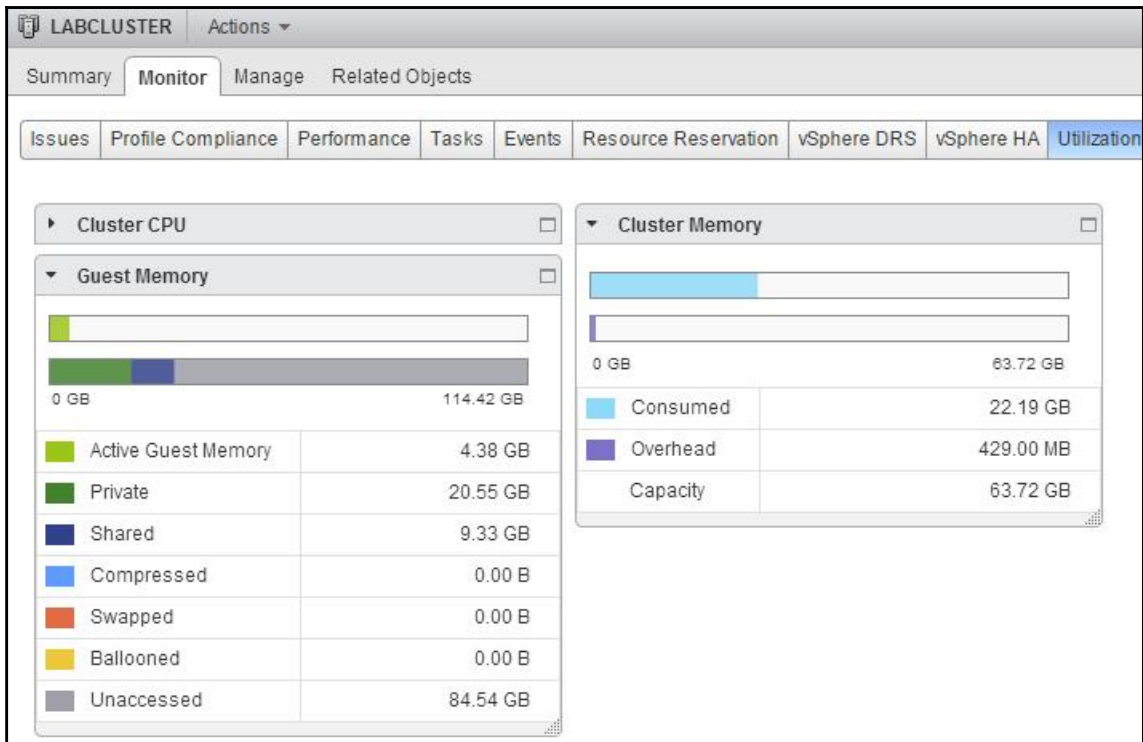 LABCLUSTER Actions
Summary Monitor Manage Related Objects
Issues Profile Compliance Performance Tasks Events Resource Reservation vSphere DRS vSphere HA Utilization
Cluster CPU
Guest Memory
0 GB 114.42 GB
Active Guest Memory 4.38 GB
Private 20.55 GB
Shared 9.33 GB
Compressed 0.00 B
Swapped 0.00 B
Ballooned 0.00 B
Unaccessed 84.54 GB
Cluster Memory
0 GB 63.72 GB
Consumed 22.19 GB
Overhead 429.00 MB
Capacity 63.72 GB